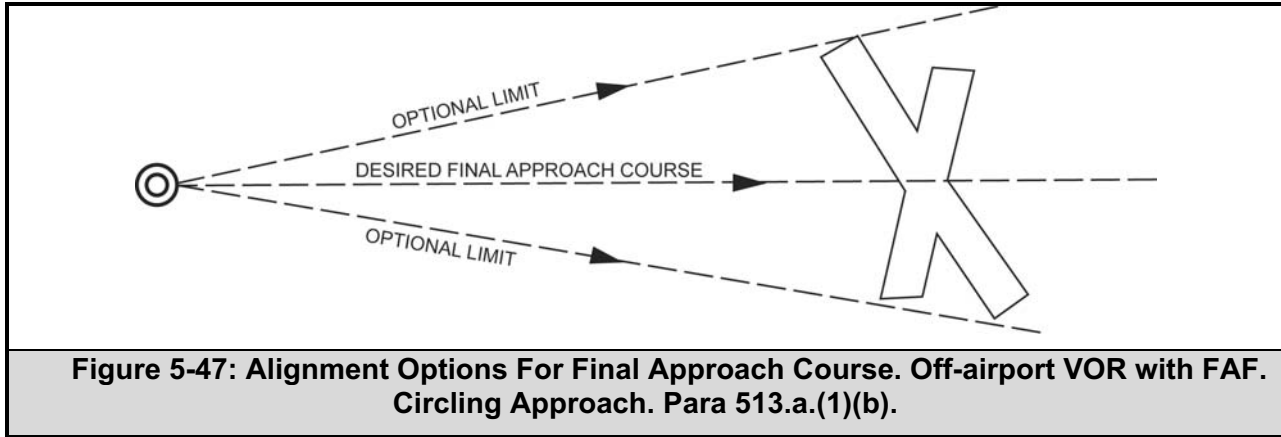 OPTIONAL LIMIT
DESIRED FINAL APPROACH COURSE
OPTIONAL LIMIT
Figure 5-47: Alignment Options For Final Approach Course. Off-airport VOR with FAF.
Circling Approach. Para 513.a.(1)(b).